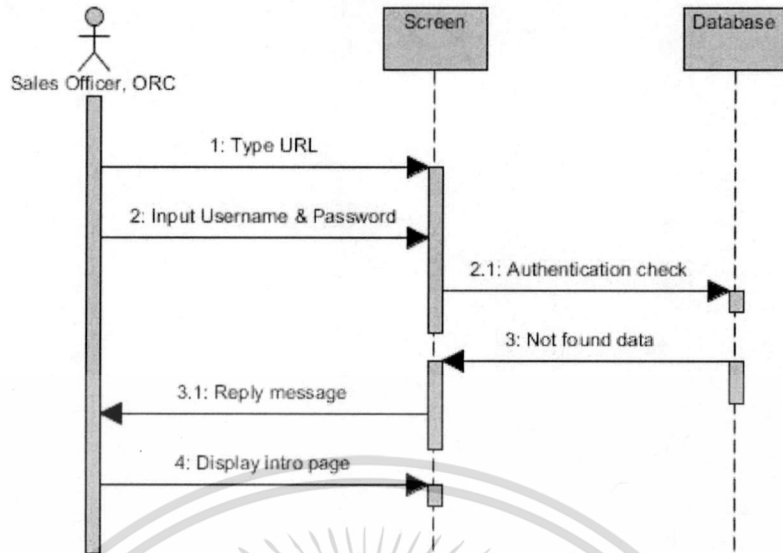 Screen
Database
Sales Officer, ORC
1: Type URL
2: Input Username & Password
2.1: Authentication check
3: Not found data
3.1: Reply message
4: Display intro page